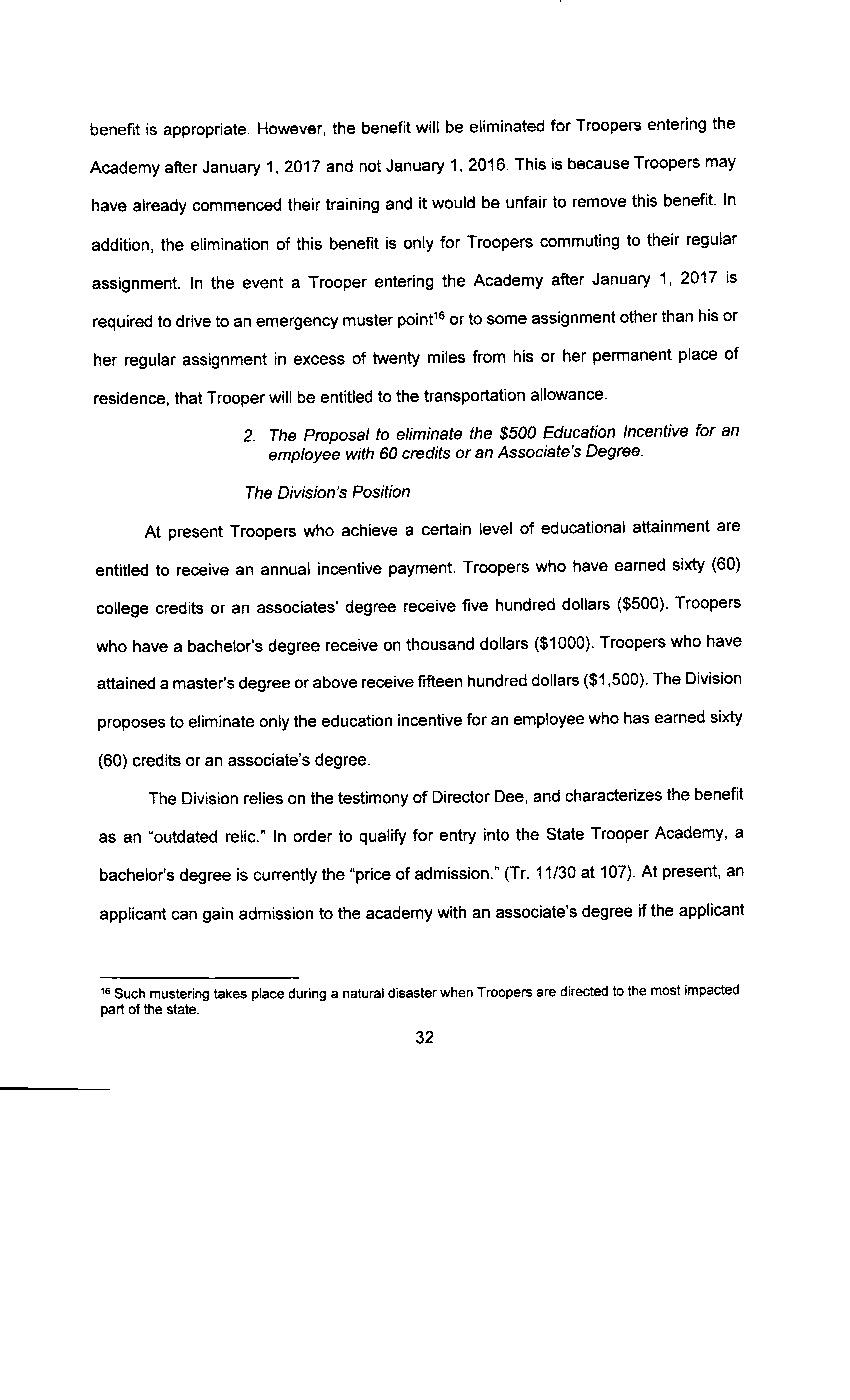 benefit is appropriate. However, the benefit will be eliminated for Troopers entering the
Academy after January 1, 2017 and not January 1, 2016. This is because Troopers may
have already commenced their training and it would be unfair to remove this benefit. In
addition, the elimination of this benefit is only for Troopers commuting to their regular
assignment. In the event a Trooper entering the Academy after January 1, 2017 is
required to drive to an emergency muster point¹⁶ or to some assignment other than his or
her regular assignment in excess of twenty miles from his or her permanent place of
residence, that Trooper will be entitled to the transportation allowance.
2. The Proposal to eliminate the $500 Education Incentive for an
employee with 60 credits or an Associate's Degree.
The Division's Position
At present Troopers who achieve a certain level of educational attainment are
entitled to receive an annual incentive payment. Troopers who have earned sixty (60)
college credits or an associates' degree receive five hundred dollars ($500). Troopers
who have a bachelor's degree receive on thousand dollars ($1000). Troopers who have
attained a master's degree or above receive fifteen hundred dollars ($1,500). The Division
proposes to eliminate only the education incentive for an employee who has earned sixty
(60) credits or an associate's degree.
The Division relies on the testimony of Director Dee, and characterizes the benefit
as an "outdated relic." In order to qualify for entry into the State Trooper Academy, a
bachelor's degree is currently the "price of admission." (Tr. 11/30 at 107). At present, an
applicant can gain admission to the academy with an associate's degree if the applicant
¹⁶ Such mustering takes place during a natural disaster when Troopers are directed to the most impacted
part of the state.
32